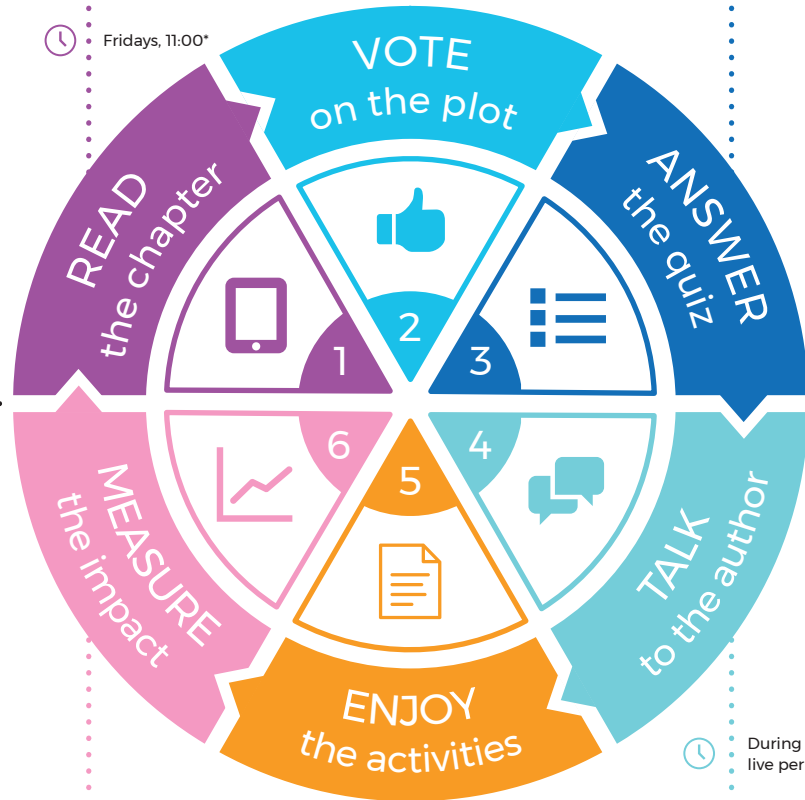 Fridays, 11:00*
READ
the chapter
1
VOTE
on the plot
2
ANSWER
the quiz
3
TALK
to the author
4
ENJOY
the activities
5
MEASURE
the impact
6
During
live per